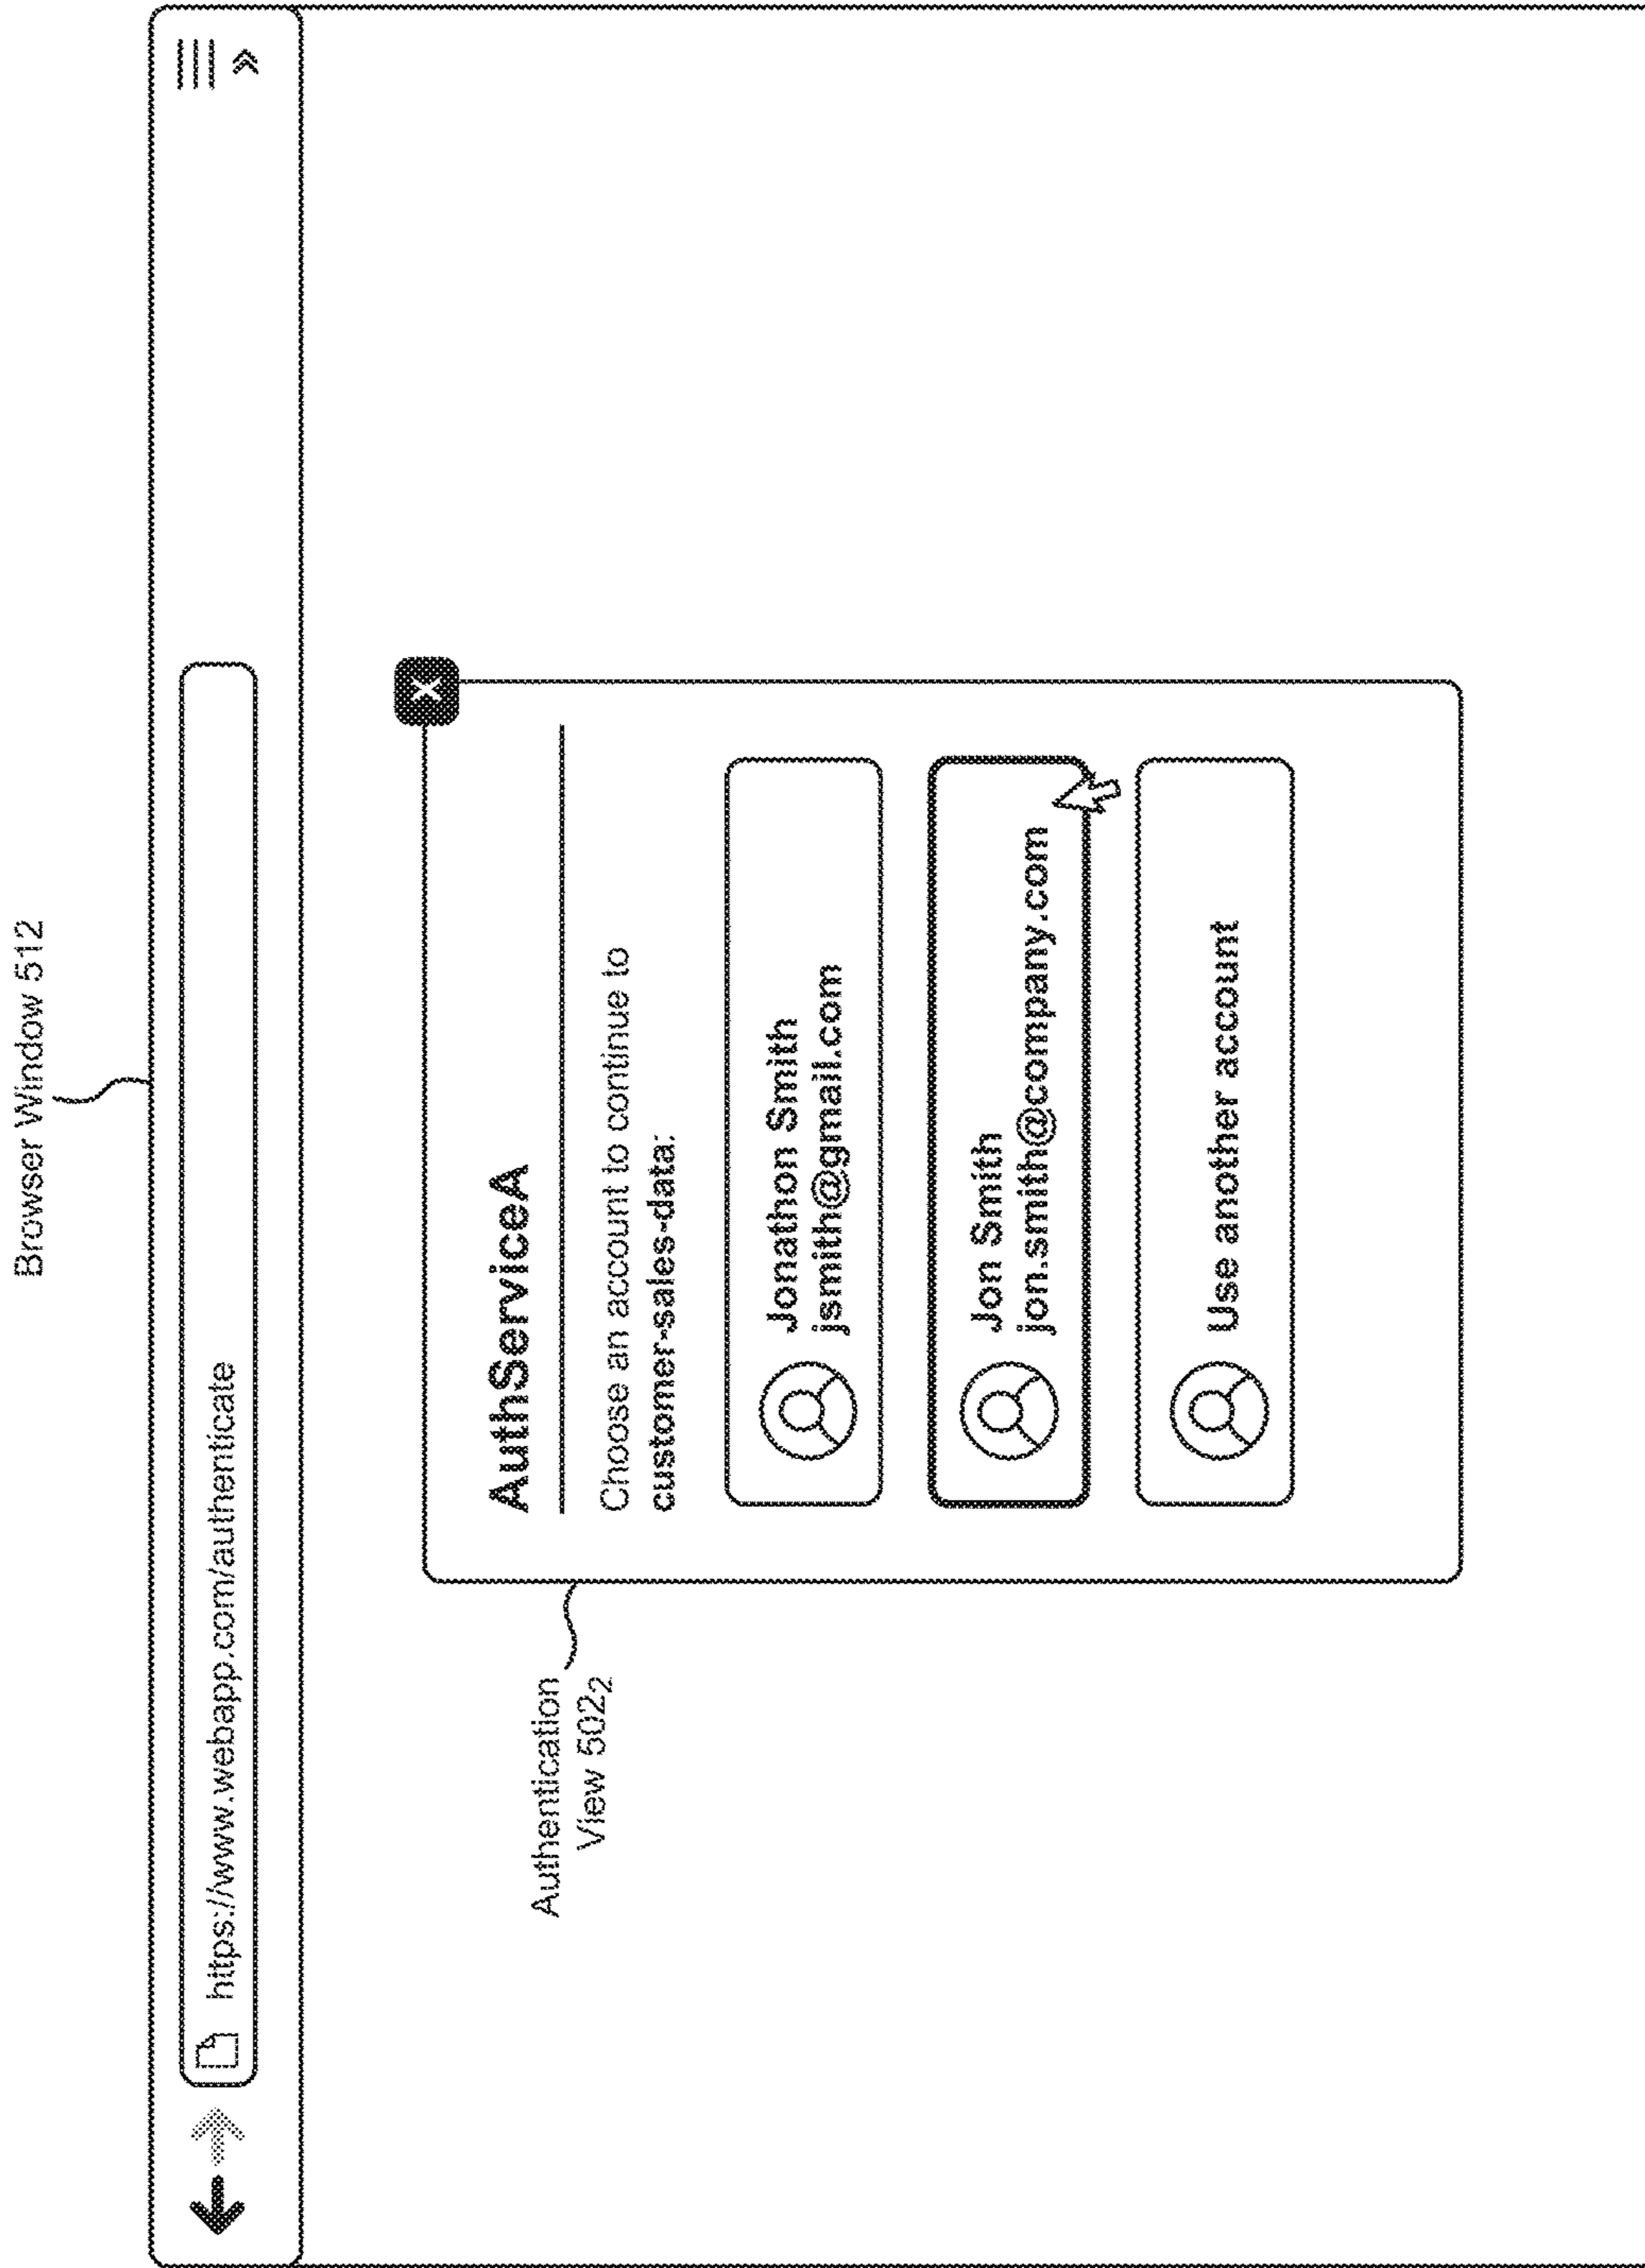 Browser Window 512
https://www.webapp.com/authenticate
Authentication
View 502₂
X
AuthServiceA
Choose an account to continue to
customer-sales-data:
Jonathon Smith
jsmith@gmail.com
Jon Smith
jon.smith@company.com
Use another account